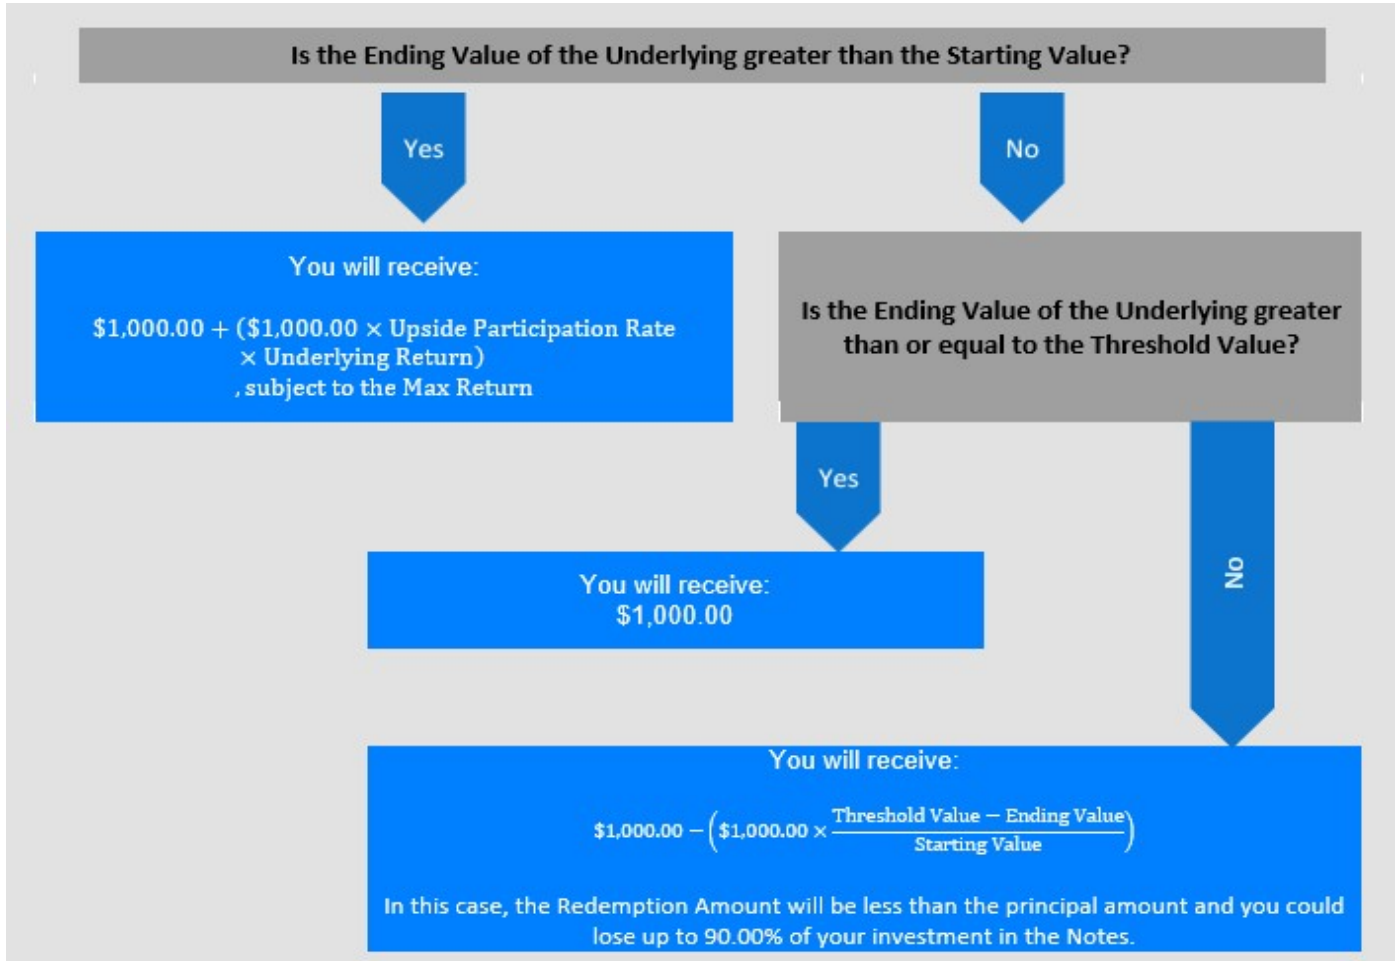 Is the Ending Value of the Underlying greater than the Starting Value?
Yes
No
You will receive:
$1,000.00 + ($1,000.00 × Upside Participation Rate
× Underlying Return)
, subject to the Max Return
Is the Ending Value of the Underlying greater
than or equal to the Threshold Value?
Yes
No
You will receive:
$1,000.00
You will receive:
$1,000.00 − ($1,000.00 × Threshold Value − Ending Value
Starting Value)
In this case, the Redemption Amount will be less than the principal amount and you could
lose up to 90.00% of your investment in the Notes.